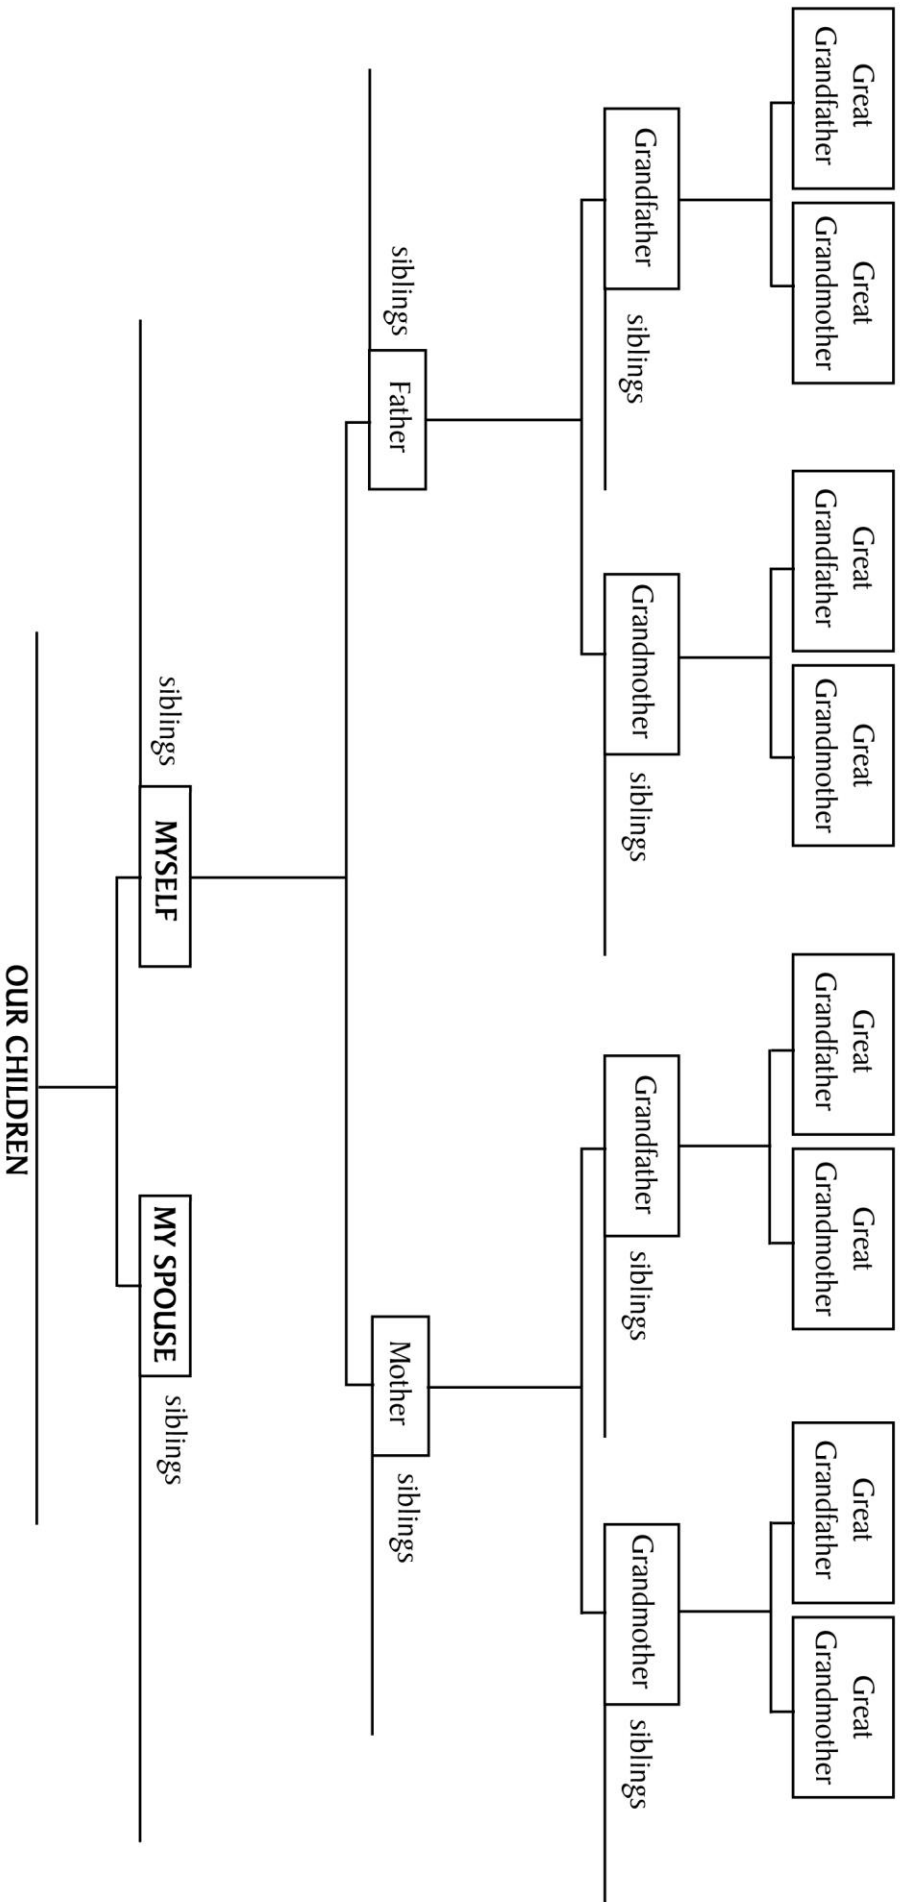 Great
Grandfather
Great
Grandmother
Great
Grandfather
Great
Grandmother
Great
Grandfather
Great
Grandmother
Great
Grandfather
Great
Grandmother
Grandfather
siblings
Grandmother
siblings
Grandfather
siblings
Grandmother
siblings
siblings
Father
Mother
siblings
siblings
MYSELF
MY SPOUSE
siblings
OUR CHILDREN